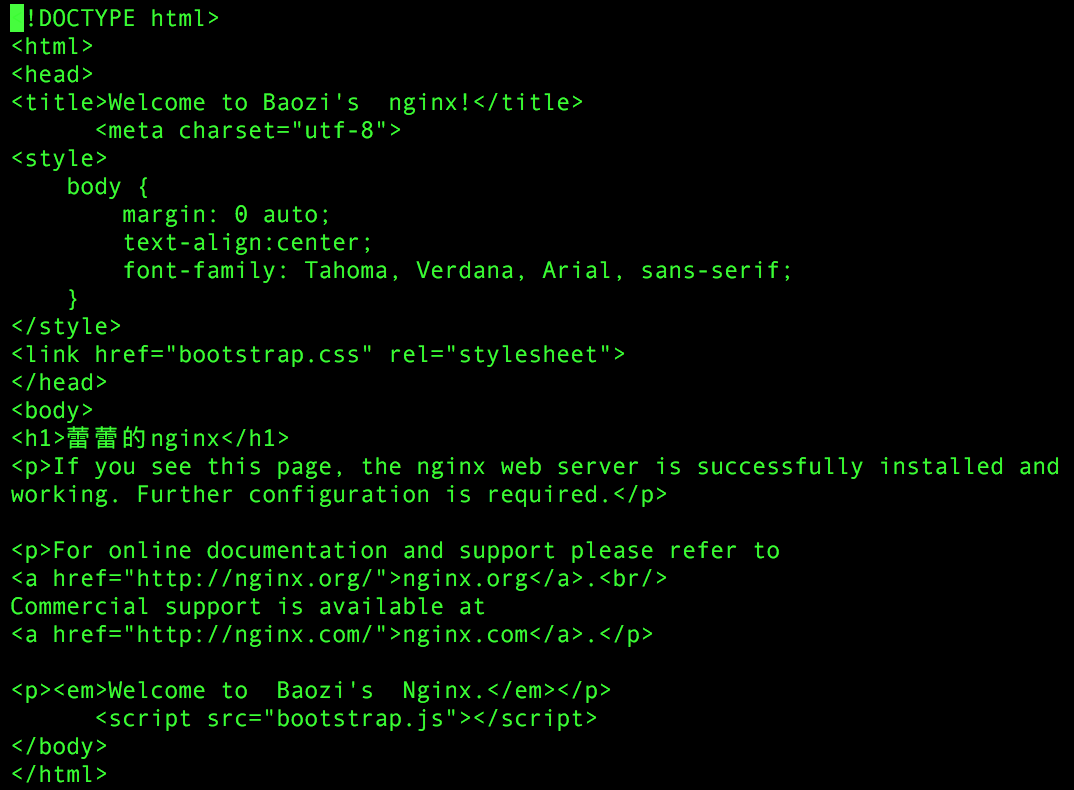 <!DOCTYPE html>
<html>
<head>
<title>Welcome to Baozi's  nginx!</title>
      <meta charset="utf-8">
<style>
    body {
        margin: 0 auto;
        text-align:center;
        font-family: Tahoma, Verdana, Arial, sans-serif;
    }
</style>
<link href="bootstrap.css" rel="stylesheet">
</head>
<body>
<h1>蕾蕾的nginx</h1>
<p>If you see this page, the nginx web server is successfully installed and
working. Further configuration is required.</p>

<p>For online documentation and support please refer to
<a href="http://nginx.org/">nginx.org</a>.<br/>
Commercial support is available at
<a href="http://nginx.com/">nginx.com</a>.</p>

<p><em>Welcome to  Baozi's  Nginx.</em></p>
      <script src="bootstrap.js"></script>
</body>
</html>